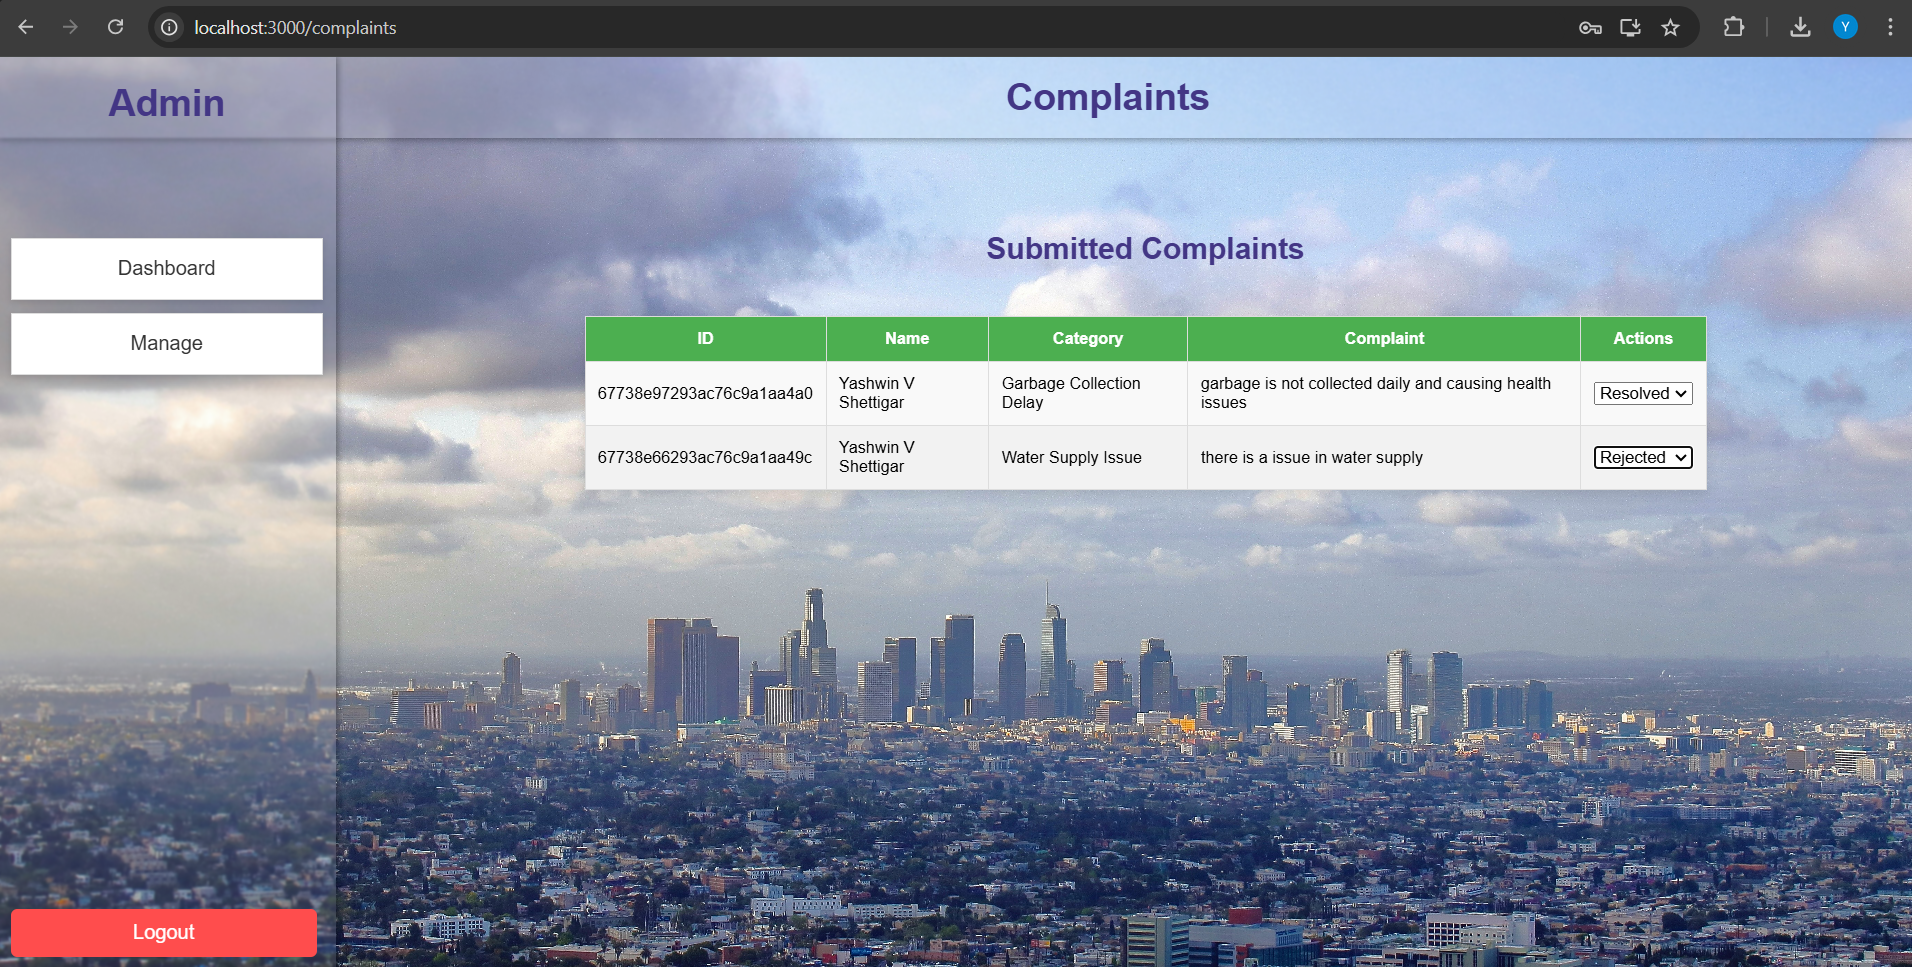 localhost:3000/complaints
Y
Admin
Complaints
Dashboard
Manage
Submitted Complaints
ID Name Category Complaint Actions
67738e97293ac76c9a1aa4a0
Yashwin V
Shettigar
Garbage Collection
Delay
garbage is not collected daily and causing health
issues
Resolved
67738e66293ac76c9a1aa49c
Yashwin V
Shettigar
Water Supply Issue
there is a issue in water supply
Rejected
Logout